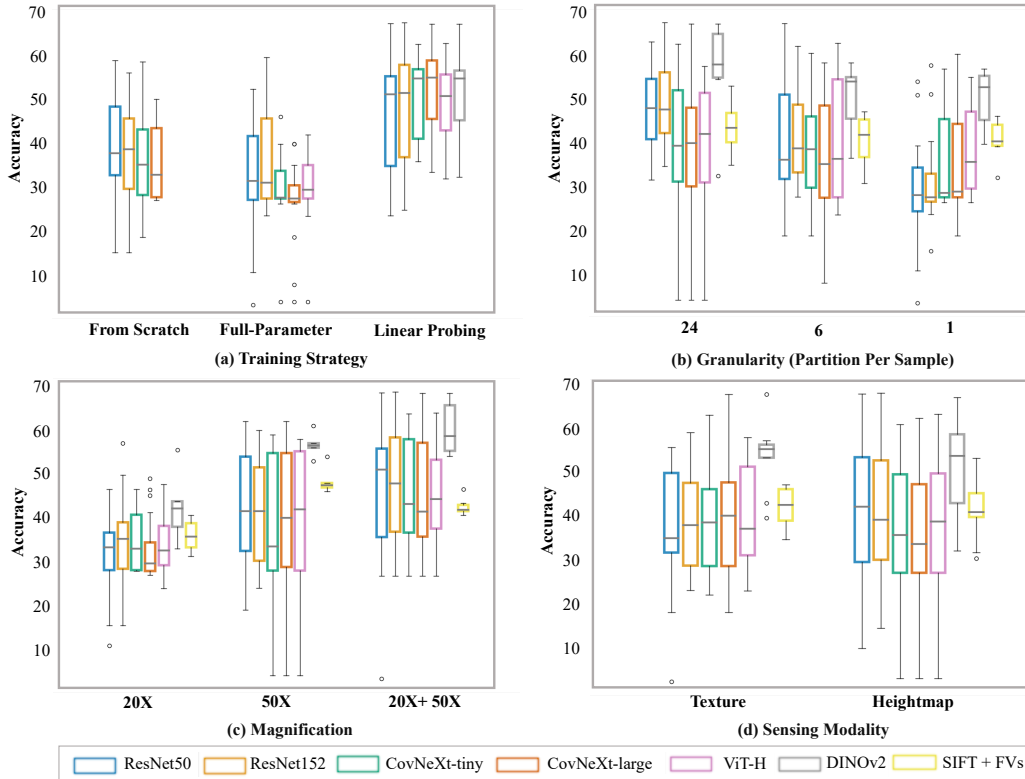 70
60
50
40
30
20
10
Accuracy
From Scratch
Full-Parameter
Linear Probing
(a) Training Strategy
70
60
50
40
30
20
10
Accuracy
24
6
1
(b) Granularity (Partition Per Sample)
70
60
50
40
30
20
10
Accuracy
20X
50X
20X+ 50X
(c) Magnification
70
60
50
40
30
20
10
Accuracy
Texture
Heightmap
(d) Sensing Modality
ResNet50
ResNet152
CovNeXt-tiny
CovNeXt-large
ViT-H
DINOv2
SIFT + FVs